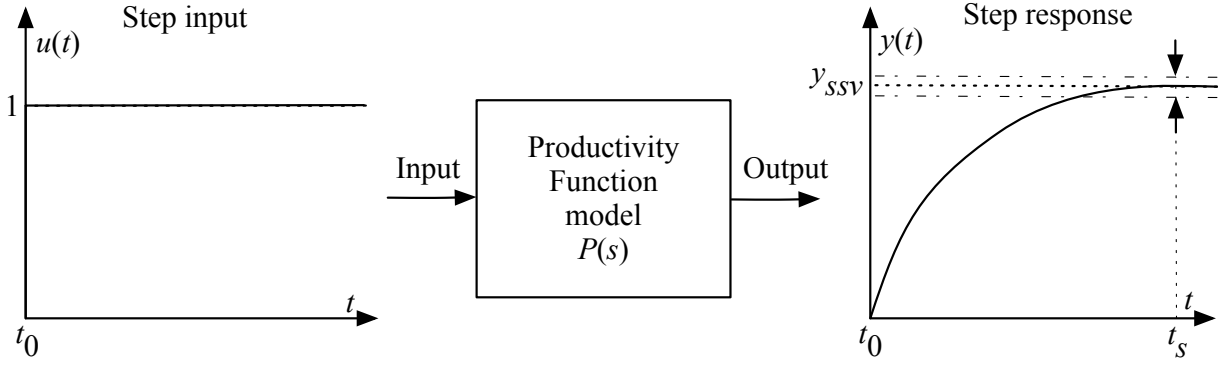 Step input
u(t)
1
t
t0
Input
Productivity
Function
model
P(s)
Output
Step response
y(t)
yssv
t
t0
ts